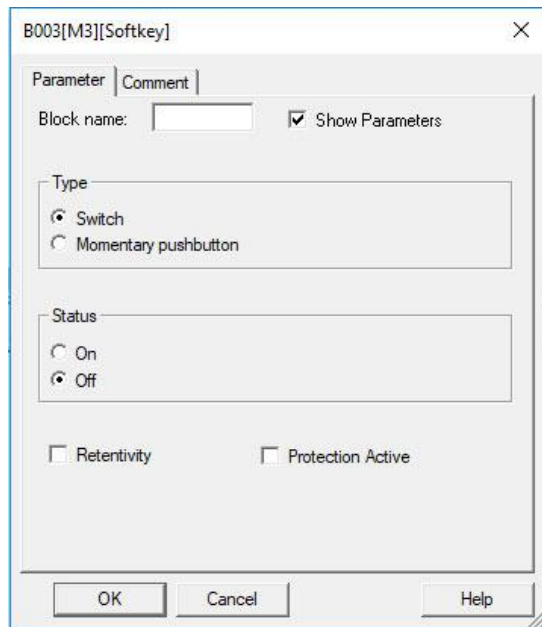 B003[M3][Softkey]
Parameter Comment
Block name: Show Parameters
Type
Switch
Momentary pushbutton
Status
On
Off
Retentivity Protection Active
OK Cancel Help